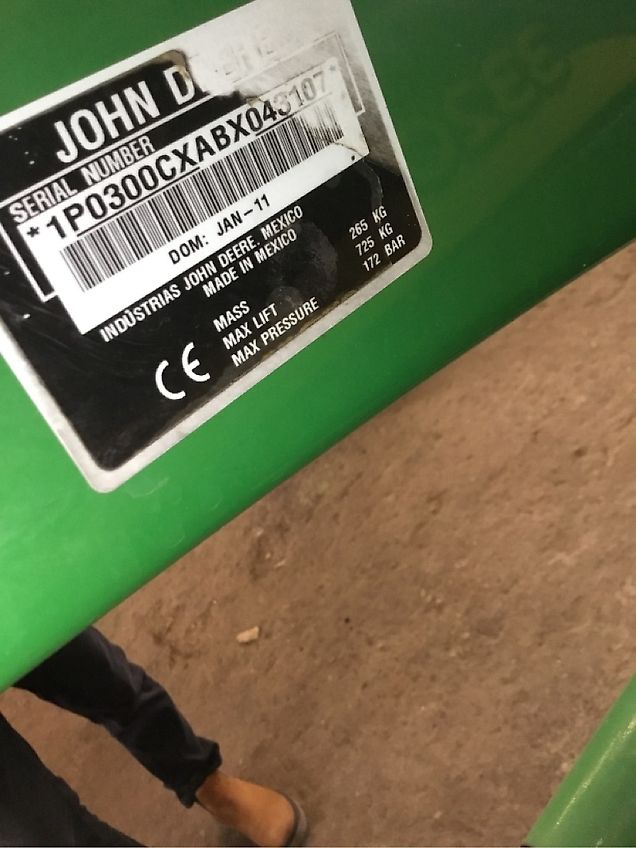 JOHN DEERE
SERIAL NUMBER
*1P0300CXABX043107*
DOM: JAN-11
INDUSTRIAS JOHN DEERE, MEXICO
MADE IN MEXICO
MASS 265 KG
MAX LIFT 725 KG
MAX PRESSURE 172 BAR
CE